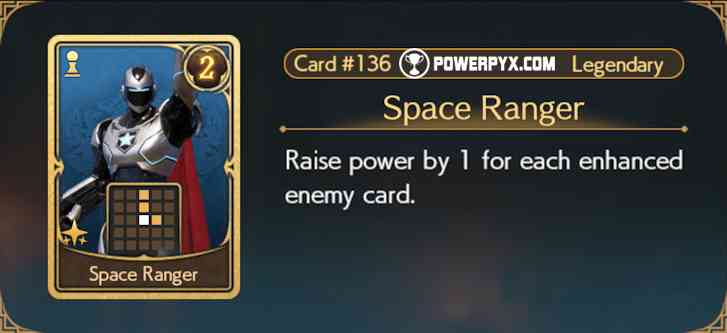 2
Space Ranger
Card #136 POWERPYX.COM Legendary
Space Ranger
Raise power by 1 for each enhanced
enemy card.